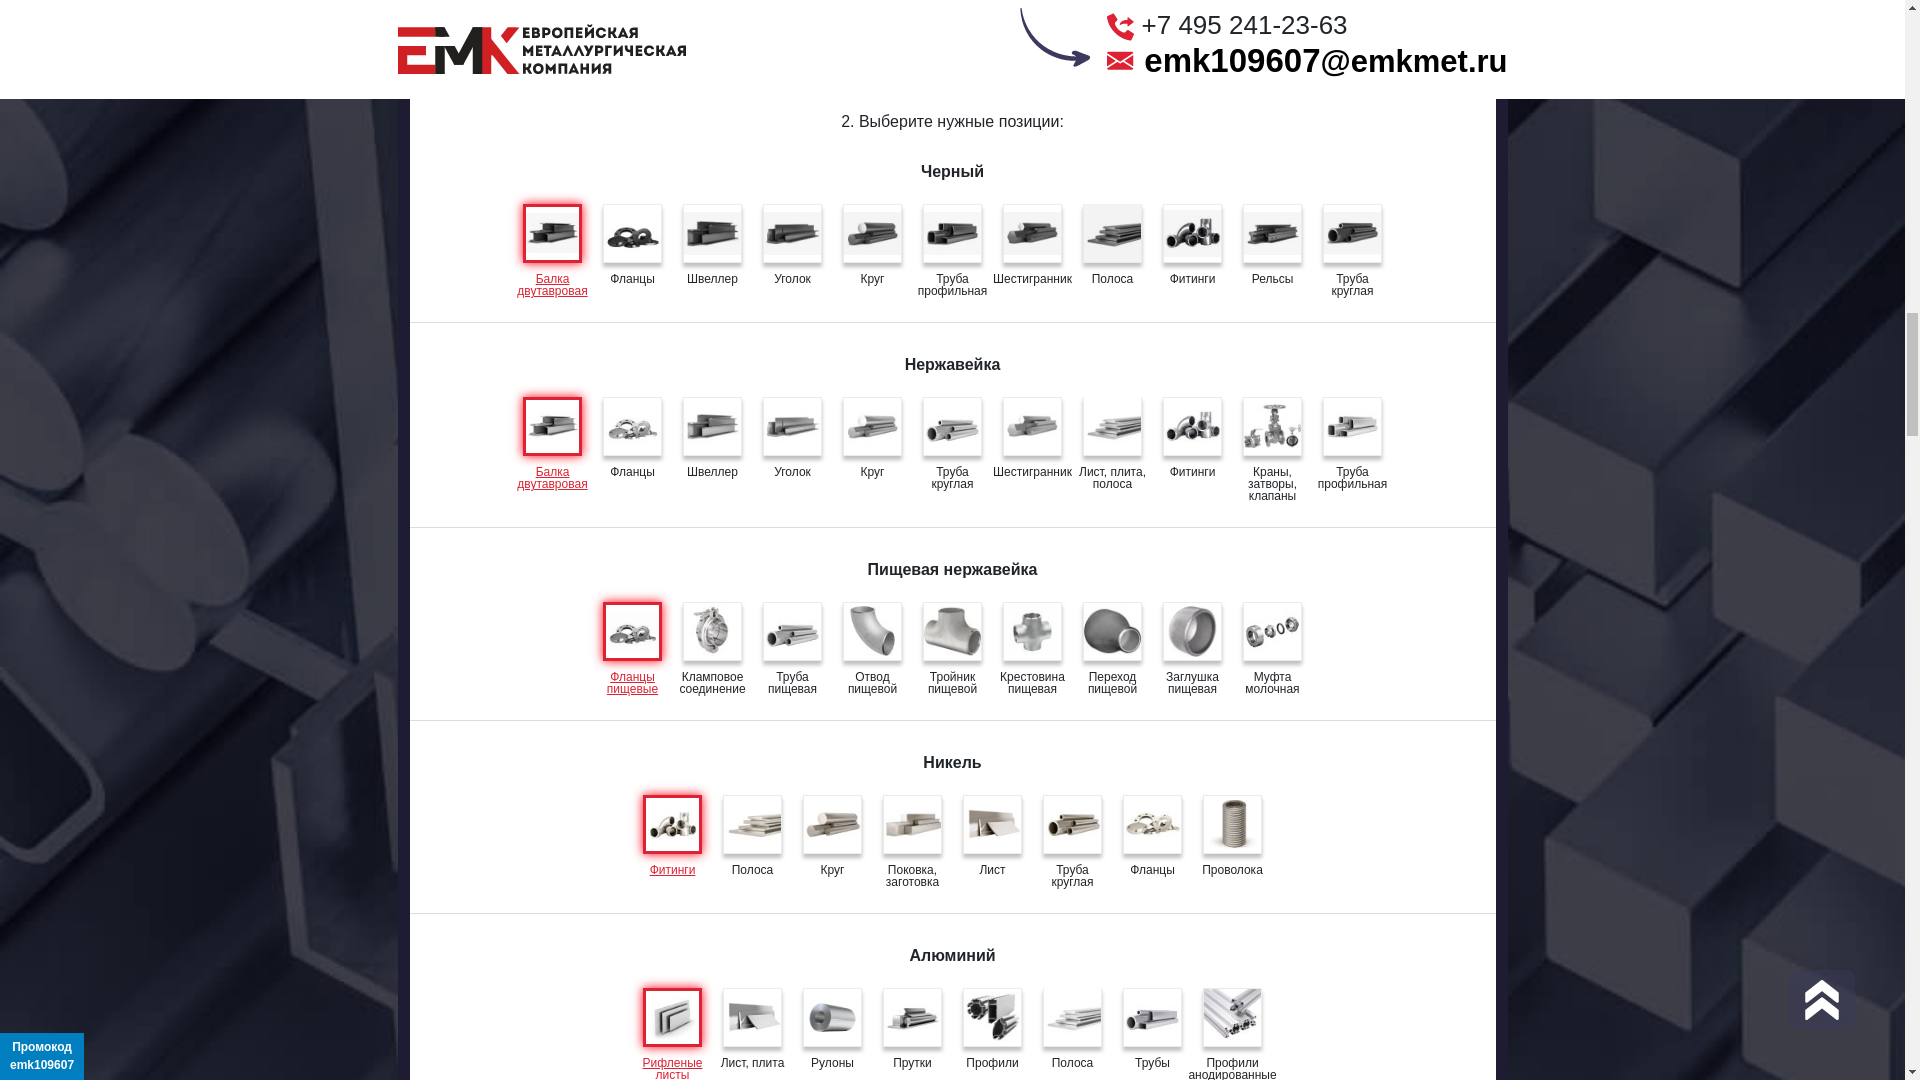 ЕВРОПЕЙСКАЯ
МЕТАЛЛУРГИЧЕСКАЯ
КОМПАНИЯ
EMK
+7 495 241-23-63
emk109607@emkmet.ru
2. Выберите нужные позиции:
Черный
Балка двутавровая
Фланцы
Швеллер
Уголок
Круг
Труба профильная
Шестигранник
Полоса
Фитинги
Рельсы
Труба круглая
Нержавейка
Балка двутавровая
Фланцы
Швеллер
Уголок
Круг
Труба круглая
Шестигранник
Лист, плита, полоса
Фитинги
Краны, затворы, клапаны
Труба профильная
Пищевая нержавейка
Фланцы пищевые
Кламповое соединение
Труба пищевая
Отвод пищевой
Тройник пищевой
Крестовина пищевая
Переход пищевой
Заглушка пищевая
Муфта молочная
Никель
Фитинги
Полоса
Круг
Поковка, заготовка
Лист
Труба круглая
Фланцы
Проволока
Алюминий
Рифленые листы
Лист, плита
Рулоны
Прутки
Профили
Полоса
Трубы
Профили анодированные
Промокод
emk109607